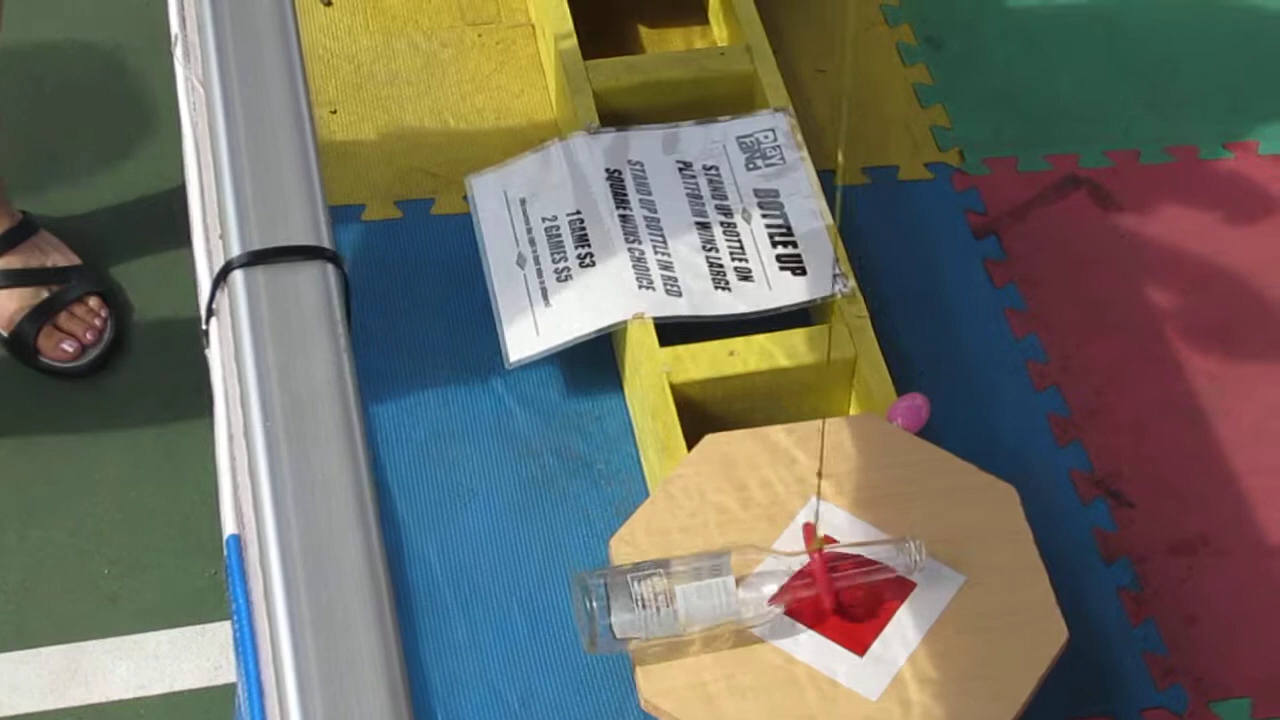 Play Land
BOTTLE UP
STAND UP BOTTLE ON
PLATFORM WINS LARGE
STAND UP BOTTLE IN RED
SQUARE WINS CHOICE
1 GAME $3
2 GAMES $5